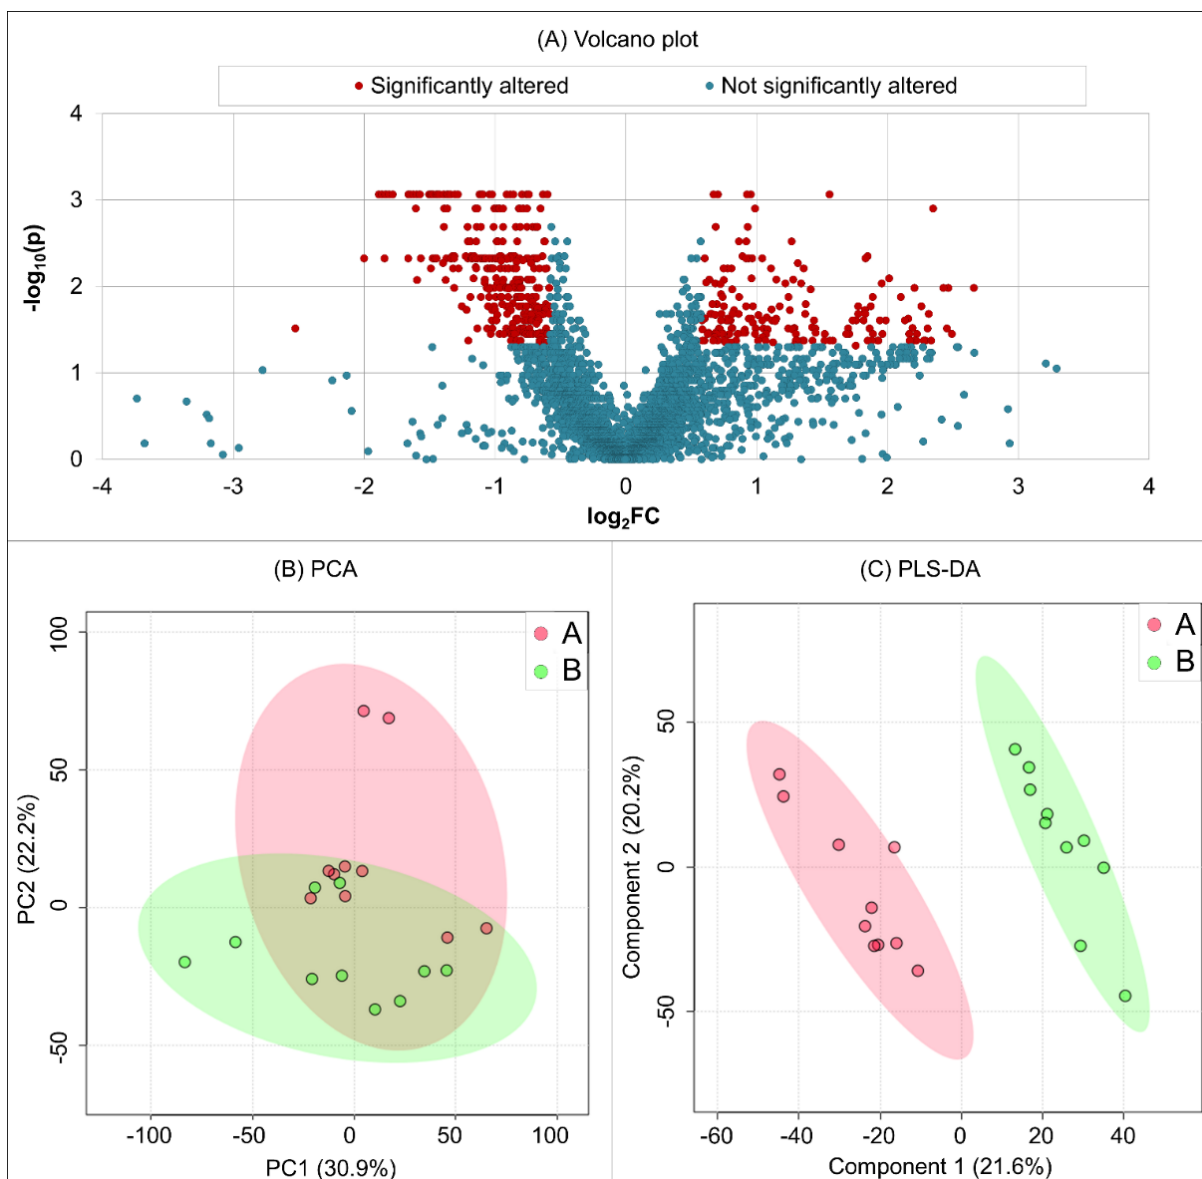 (A) Volcano plot
Significantly altered
Not significantly altered
4
3
2
1
0
-log₁₀(p)
-4
-3
-2
-1
0
1
2
3
4
log₂FC
(B) PCA
A
B
100
50
0
-50
PC2 (22.2%)
-100
-50
0
50
100
PC1 (30.9%)
(C) PLS-DA
A
B
50
0
-50
Component 2 (20.2%)
-60
-40
-20
0
20
40
Component 1 (21.6%)